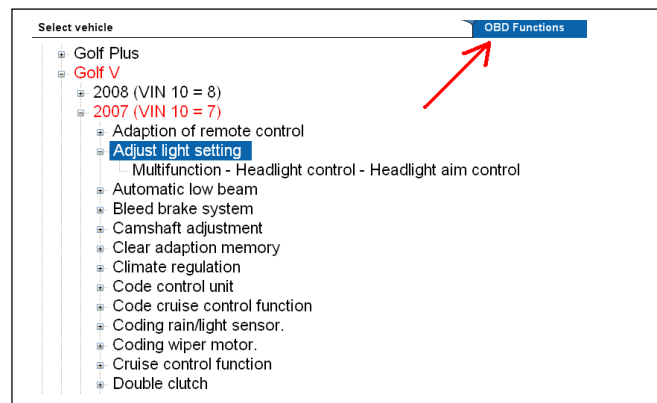 Select vehicle
OBD Functions
Golf Plus
Golf V
2008 (VIN 10 = 8)
2007 (VIN 10 = 7)
Adaption of remote control
Adjust light setting
Multifunction - Headlight control - Headlight aim control
Automatic low beam
Bleed brake system
Camshaft adjustment
Clear adaption memory
Climate regulation
Code control unit
Code cruise control function
Coding rain/light sensor.
Coding wiper motor.
Cruise control function
Double clutch